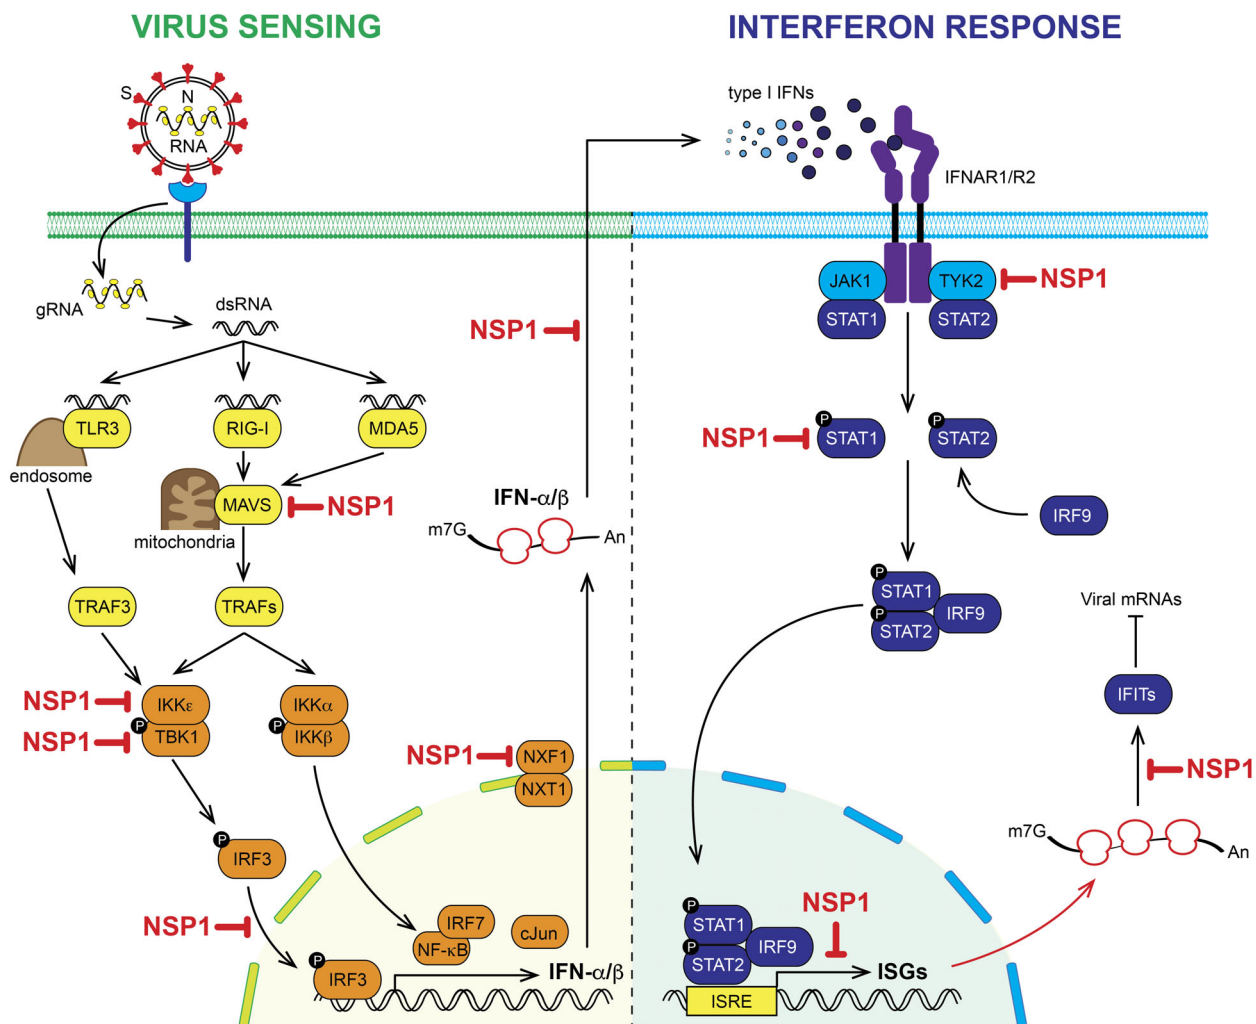 VIRUS SENSING
INTERFERON RESPONSE
S
N
RNA
type I IFNs
IFNAR1/R2
gRNA
dsRNA
NSP1
JAK1
TYK2
NSP1
STAT1
STAT2
TLR3
RIG-I
MDA5
endosome
MAVS
NSP1
mitochondria
IFN-α/β
m7G
An
NSP1
P
STAT1
P
STAT2
IRF9
TRAF3
TRAFs
P
STAT1
P
STAT2
IRF9
Viral mRNAs
IFITs
NSP1
NSP1
IKKε
NSP1
P
TBK1
IKKα
P
IKKβ
NSP1
NXF1
NXT1
NSP1
m7G
An
P
IRF3
NSP1
P
IRF3
IRF7
NF-κB
cJun
IFN-α/β
P
STAT1
P
STAT2
IRF9
NSP1
ISGs
ISRE